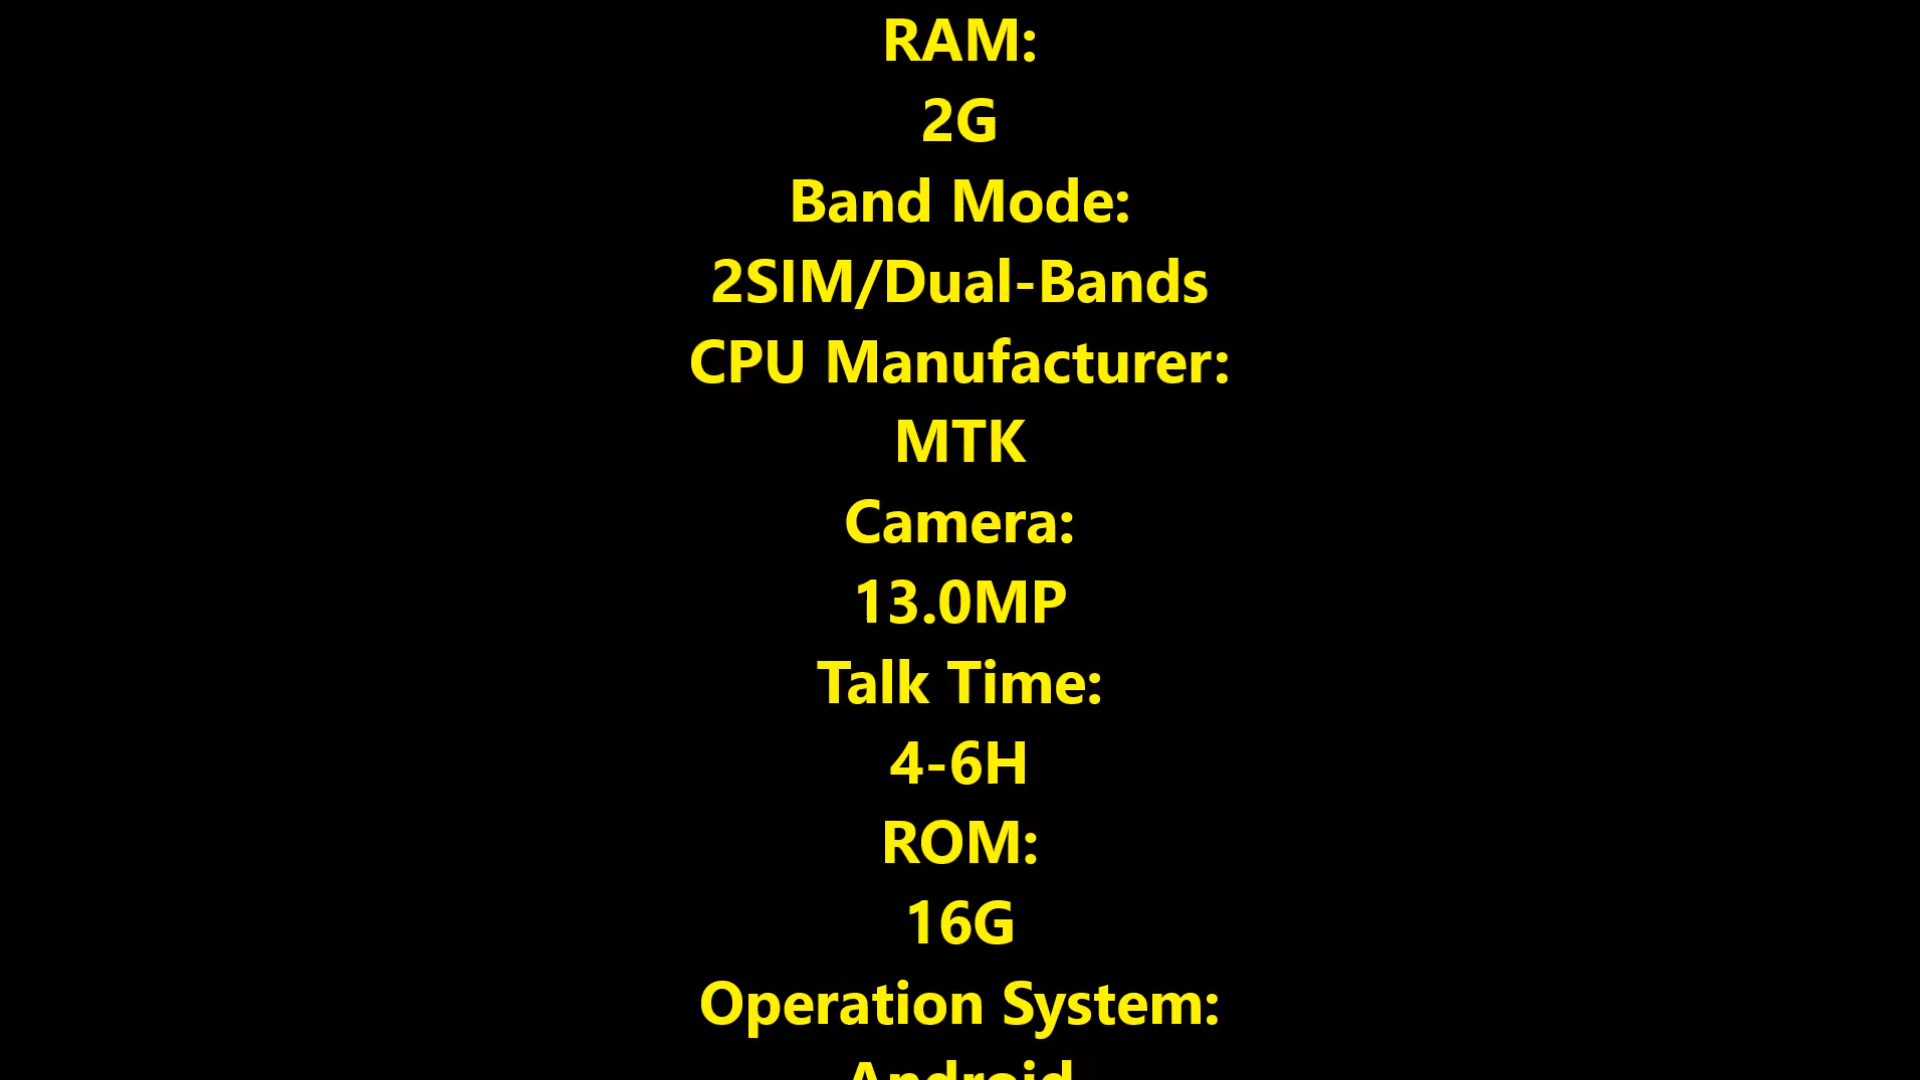 RAM:
2G
Band Mode:
2SIM/Dual-Bands
CPU Manufacturer:
MTK
Camera:
13.0MP
Talk Time:
4-6H
ROM:
16G
Operation System:
Android